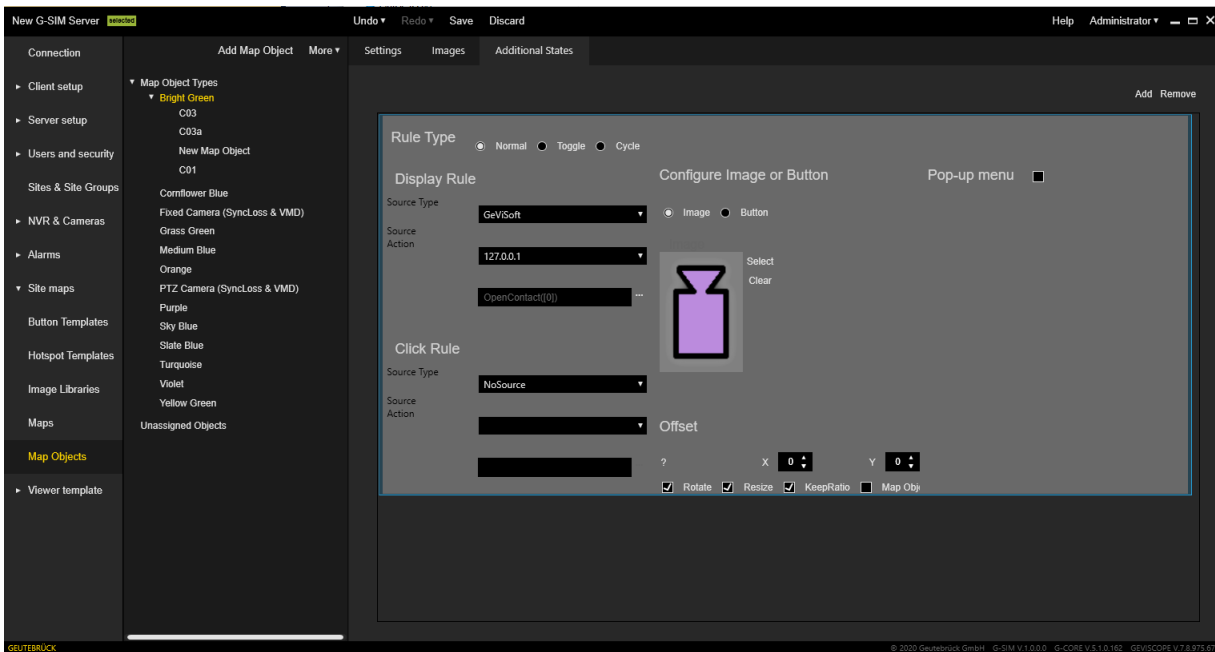 New G-SIM Server selected Undo Redo Save Discard Help Administrator
Connection Add Map Object More Settings Images Additional States
Client setup
Server setup
Users and security
Sites & Site Groups
NVR & Cameras
Alarms
Site maps
Button Templates
Hotspot Templates
Image Libraries
Maps
Map Objects
Viewer template
Map Object Types
Bright Green
C03
C03a
New Map Object
C01
Cornflower Blue
Fixed Camera (SyncLoss & VMD)
Grass Green
Medium Blue
Orange
PTZ Camera (SyncLoss & VMD)
Purple
Sky Blue
Slate Blue
Turquoise
Violet
Yellow Green
Unassigned Objects
Add Remove
Rule Type Normal Toggle Cycle
Display Rule
Source Type
GeViSoft
Source
Action
127.0.0.1
OpenContact([0]) ...
Click Rule
Source Type
NoSource
Source
Action
Configure Image or Button
Image Button
Select
Clear
Offset
? X 0 Y 0
Rotate Resize KeepRatio Map Obj
Pop-up menu
GEUTEBRÜCK © 2020 Geutebrück GmbH G-SIM V.1.0.0.0 G-CORE V.5.1.0.162 GEVISCOPE V.7.8.975.67